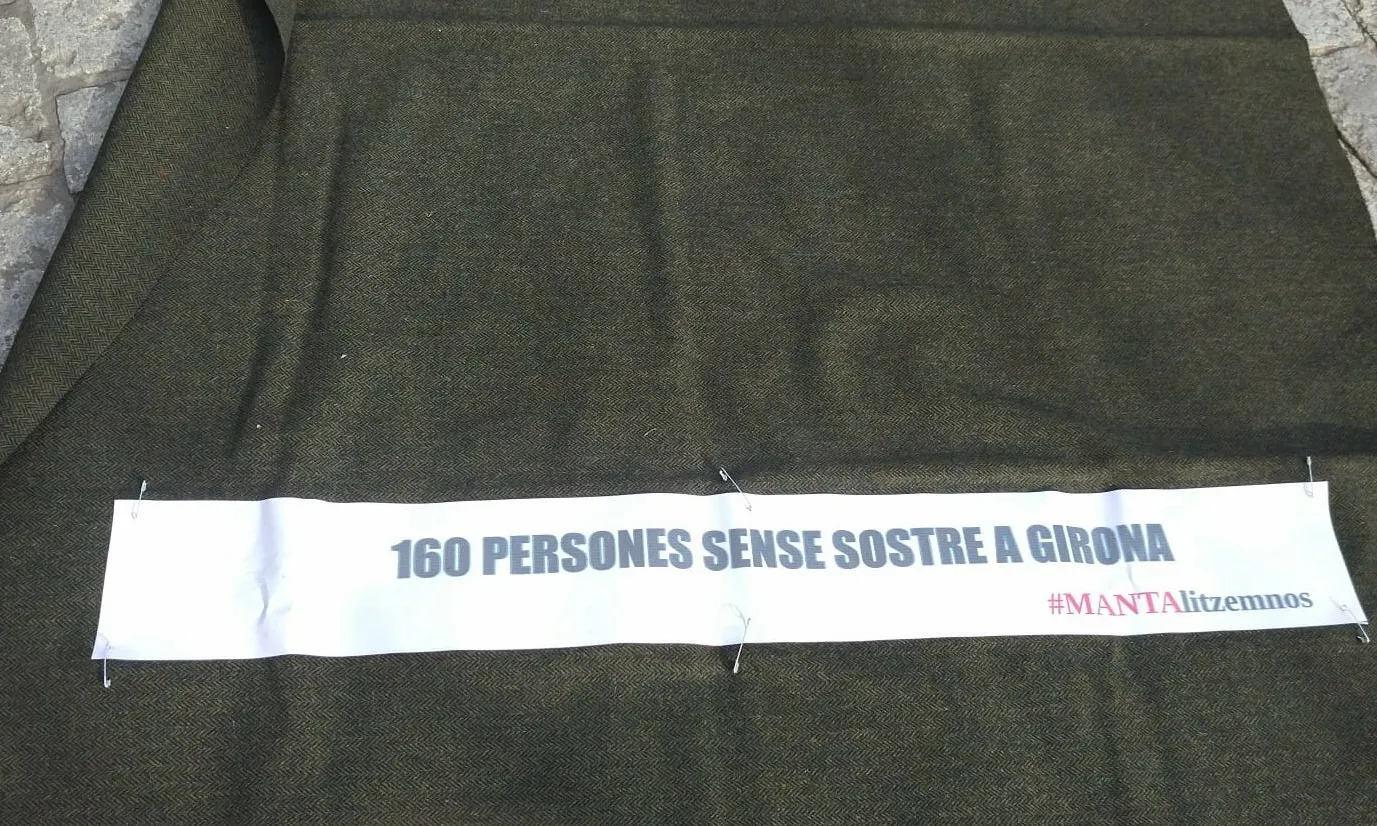 160 PERSONES SENSE SOSTRE A GIRONA
#MANTAlitzemnos